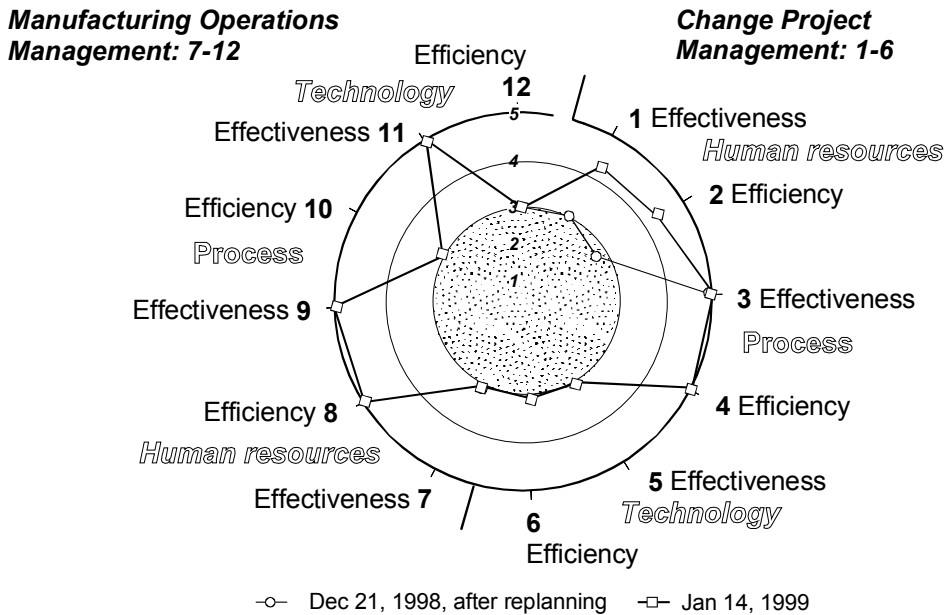 Manufacturing Operations
Management: 7-12
Change Project
Management: 1-6
Efficiency
12
Technology
5
1 Effectiveness
Effectiveness 11
Human resources
4
2 Efficiency
Efficiency 10
3
Process
2
1
3 Effectiveness
Effectiveness 9
Process
Efficiency 8
4 Efficiency
Human resources
5 Effectiveness
Effectiveness 7
Technology
6
Efficiency
Dec 21, 1998, after replanning
Jan 14, 1999